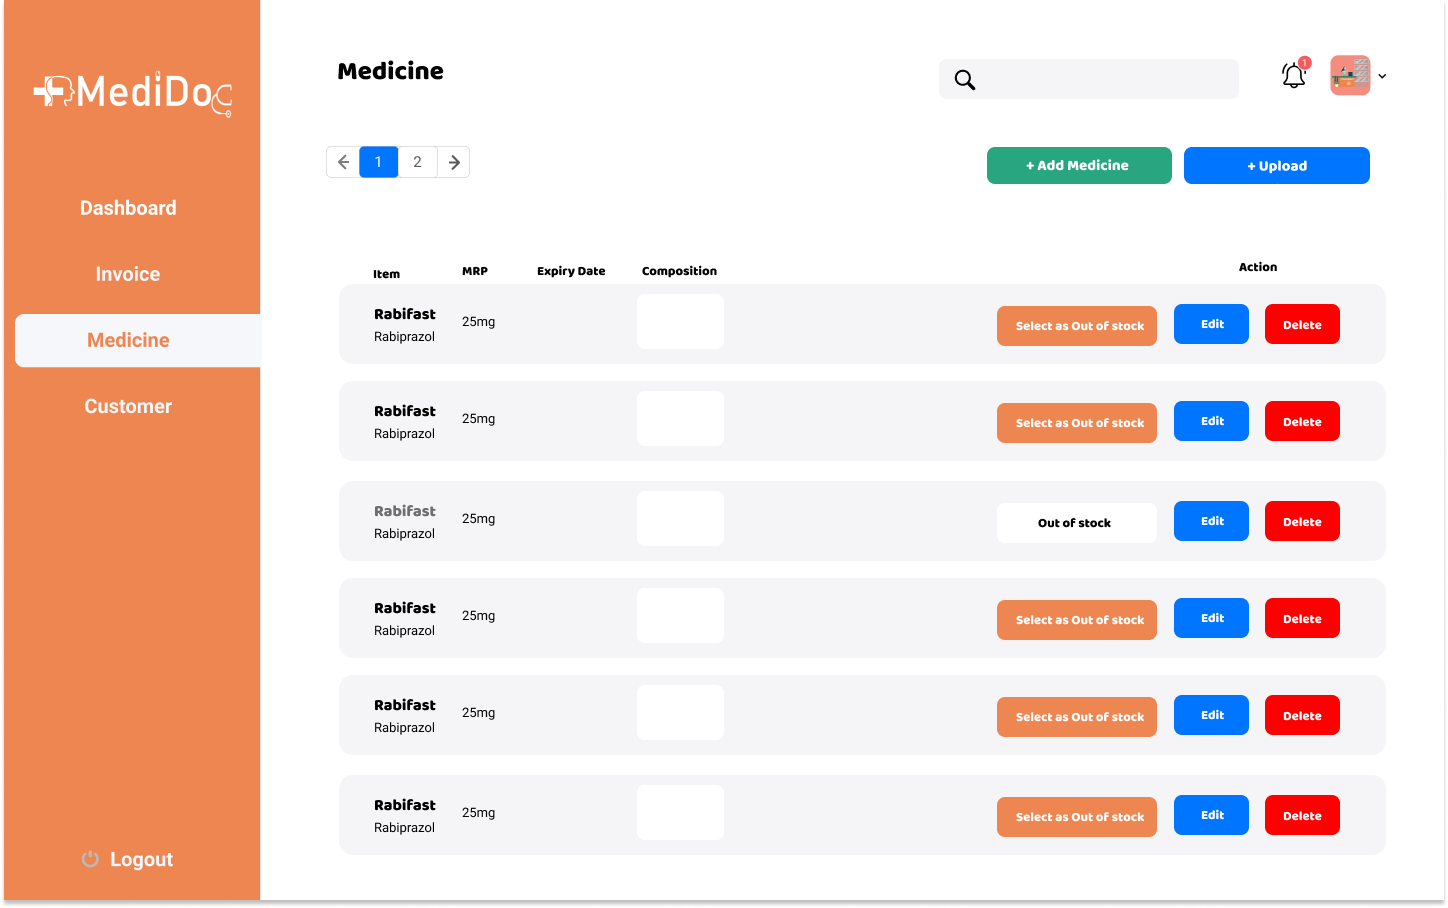 MediDoc
Medicine
1
Dashboard
Invoice
Medicine
Customer
Logout
1
2
+ Add Medicine
+ Upload
Item
MRP
Expiry Date
Composition
Action
Rabifast
Rabiprazol
25mg
Select as Out of stock
Edit
Delete
Rabifast
Rabiprazol
25mg
Select as Out of stock
Edit
Delete
Rabifast
Rabiprazol
25mg
Out of stock
Edit
Delete
Rabifast
Rabiprazol
25mg
Select as Out of stock
Edit
Delete
Rabifast
Rabiprazol
25mg
Select as Out of stock
Edit
Delete
Rabifast
Rabiprazol
25mg
Select as Out of stock
Edit
Delete